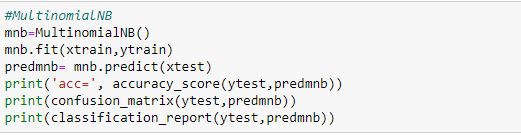 #MultinomialNB
mnb=MultinomialNB()
mnb.fit(xtrain,ytrain)
predmnb= mnb.predict(xtest)
print('acc=', accuracy_score(ytest,predmnb))
print(confusion_matrix(ytest,predmnb))
print(classification_report(ytest,predmnb))